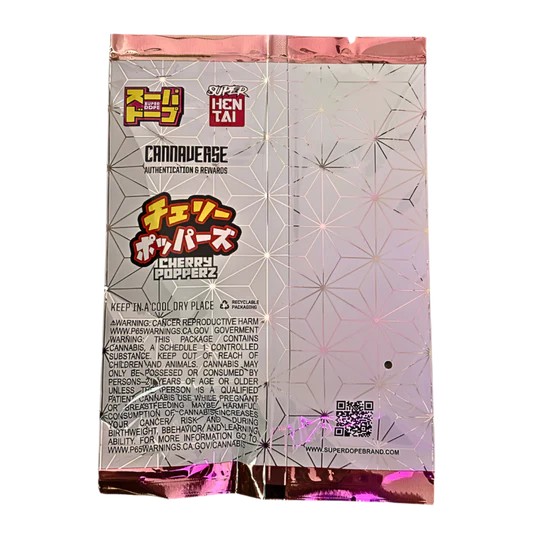 スーパ
SUPER DOPE
ドープ
SUPER
HEN
TAI
CANNAVERSE
AUTHENTICATION & REWARDS
チェリー
ポッパーズ
CHERRY
POPPERZ
KEEP IN A COOL DRY PLACE
RECYCLABLE
PACKAGING
⚠WARNING: CANCER REPRODUCTIVE HARM
WWW.P65WARNINGS.CA.GOV GOVERMENT
WARNING: THIS PACKAGE CONTAINS
CANNABIS, A SCHEDULE 1 CONTROLLED
SUBSTANCE. KEEP OUT OF REACH OF
CHILDREN AND ANIMALS. CANNABIS MAY
ONLY BE POSSESED OR CONSUMED BY
PERSONS 21 YEARS OF AGE OR OLDER
UNLESS THE PERSON IS A QUALIFIED
PATIENT. CANNABIS USE WHILE PREGNANT
OR BREASTFEEDING MAYBE HARMFUL.
CONSUMPTION OF CANNABIS INCREASES
YOUR CANCER RISK AND DURING
BIRTHWEIGHT, BBEHAVIOR, AND LEARNING
ABILITY. FOR MORE INFORMATION GO TO
WWW.P65WARNINGS.CA.GOV/CANNABIS
WWW.SUPERDOPEBRAND.COM